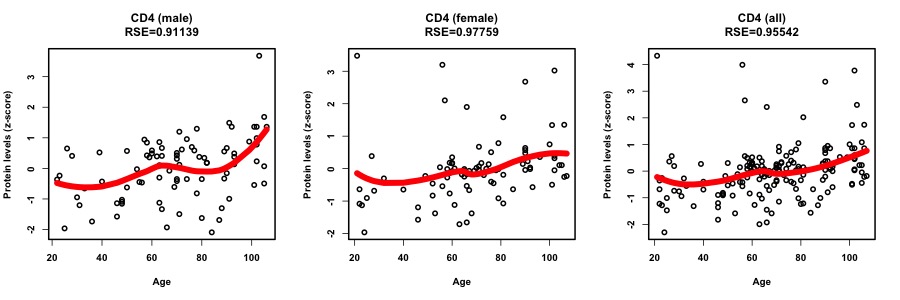 CD4 (male)
RSE=0.91139
Protein levels (z-score)
3
2
1
0
-1
-2
20
40
60
80
100
Age
CD4 (female)
RSE=0.97759
Protein levels (z-score)
3
2
1
0
-1
-2
20
40
60
80
100
Age
CD4 (all)
RSE=0.95542
Protein levels (z-score)
4
3
2
1
0
-1
-2
20
40
60
80
100
Age